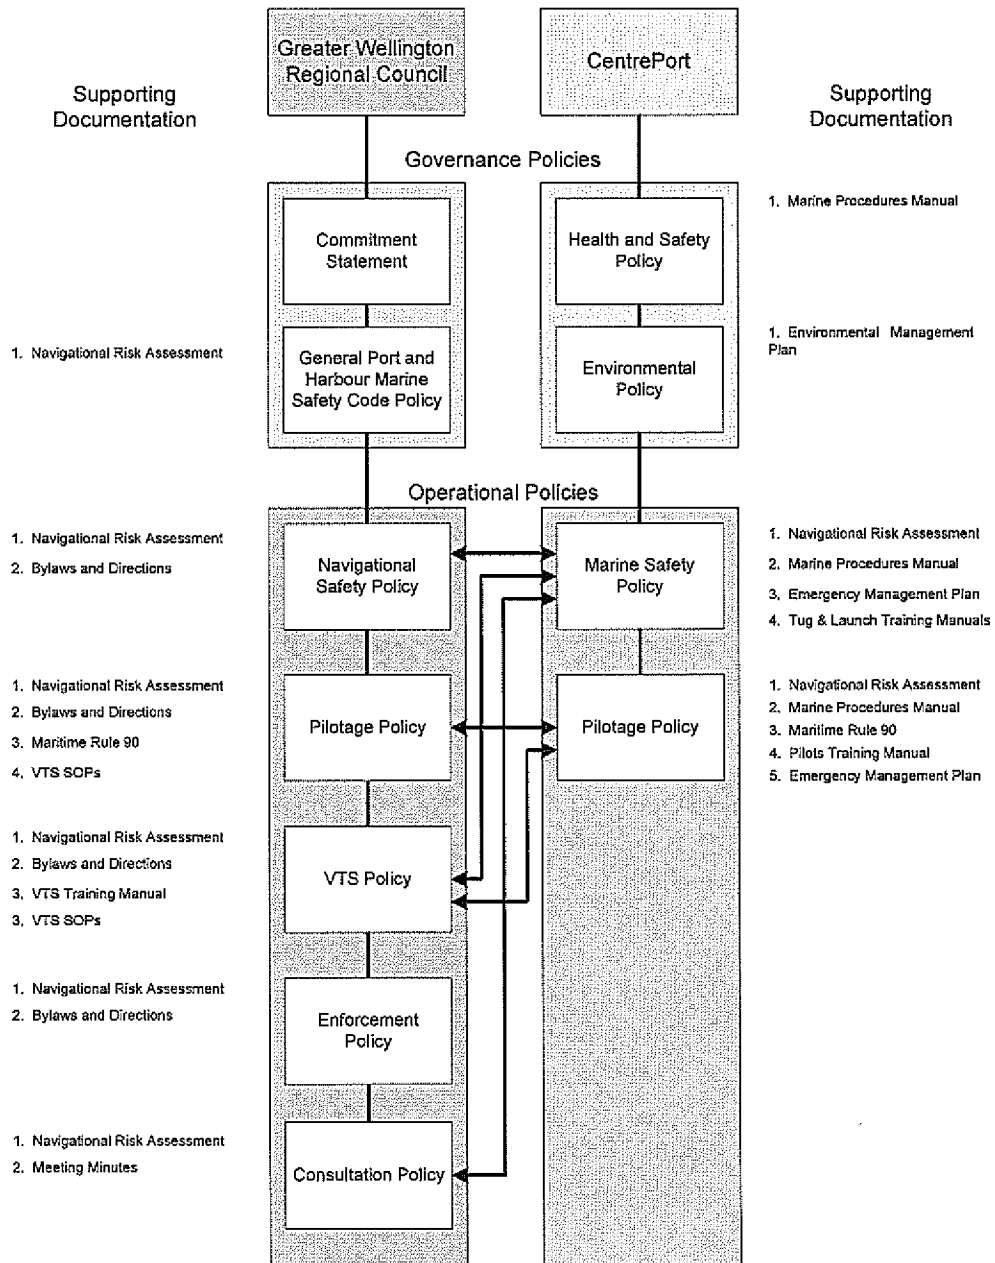 Greater Wellington
Regional Council
CentrePort
Supporting
Documentation
Supporting
Documentation
Governance Policies
Commitment
Statement
Health and Safety
Policy
1. Marine Procedures Manual
1. Navigational Risk Assessment
General Port and
Harbour Marine
Safety Code Policy
Environmental
Policy
1. Environmental Management
Plan
Operational Policies
1. Navigational Risk Assessment
2. Bylaws and Directions
Navigational
Safety Policy
Marine Safety
Policy
1. Navigational Risk Assessment
2. Marine Procedures Manual
3. Emergency Management Plan
4. Tug & Launch Training Manuals
1. Navigational Risk Assessment
2. Bylaws and Directions
3. Maritime Rule 90
4. VTS SOPs
Pilotage Policy
Pilotage Policy
1. Navigational Risk Assessment
2. Marine Procedures Manual
3. Maritime Rule 90
4. Pilots Training Manual
5. Emergency Management Plan
1. Navigational Risk Assessment
2. Bylaws and Directions
3. VTS Training Manual
3. VTS SOPs
VTS Policy
1. Navigational Risk Assessment
2. Bylaws and Directions
Enforcement
Policy
1. Navigational Risk Assessment
2. Meeting Minutes
Consultation Policy